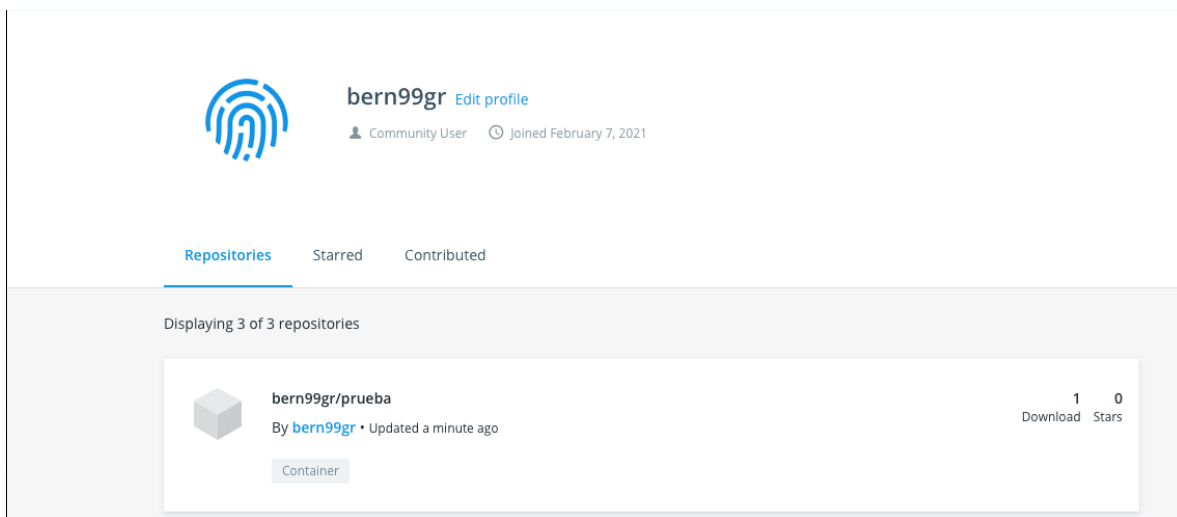 bern99gr Edit profile
Community User Joined February 7, 2021
Repositories Starred Contributed
Displaying 3 of 3 repositories
bern99gr/prueba
1 0
By bern99gr • Updated a minute ago
Download Stars
Container